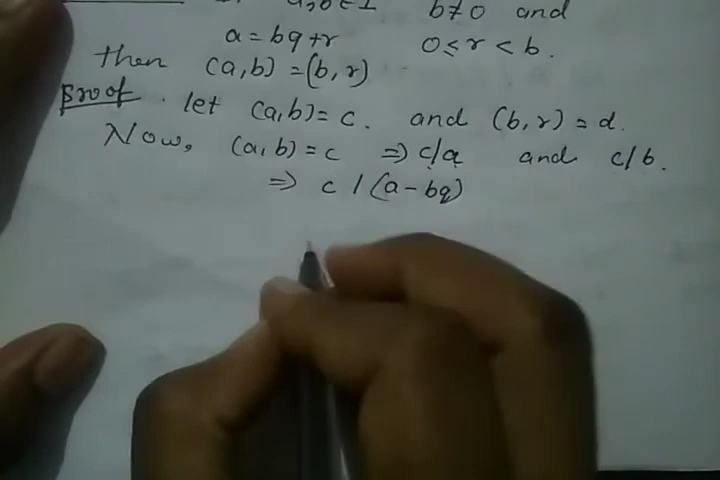 b ≠ 0 and
a = bq + r 0 ≤ r < b.
then (a, b) = (b, r)
Proof. let (a, b) = c. and (b, r) = d.
Now, (a, b) = c ⇒ c/a and c/b.
⇒ c / (a - bq)